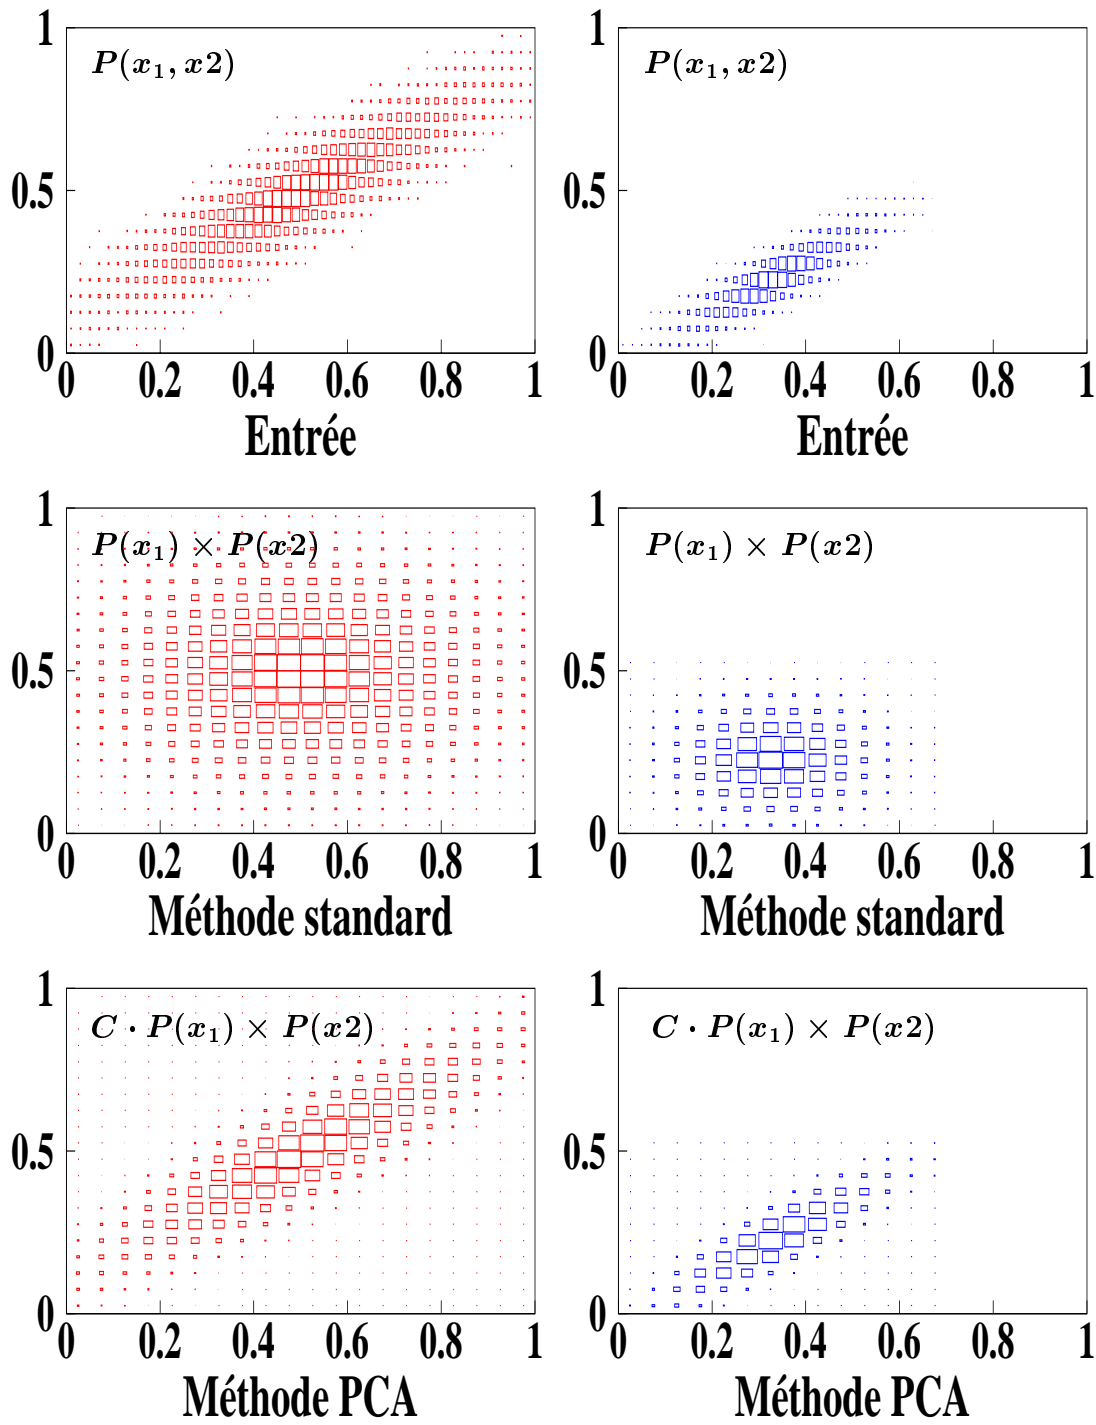 1 P(x₁, x2) 0.5 0 0 0.2 0.4 0.6 0.8 1
Entrée
1 P(x₁, x2) 0.5 0 0 0.2 0.4 0.6 0.8 1
Entrée
1 P(x₁) × P(x2) 0.5 0 0 0.2 0.4 0.6 0.8 1
Méthode standard
1 P(x₁) × P(x2) 0.5 0 0 0.2 0.4 0.6 0.8 1
Méthode standard
1 C · P(x₁) × P(x2) 0.5 0 0 0.2 0.4 0.6 0.8 1
Méthode PCA
1 C · P(x₁) × P(x2) 0.5 0 0 0.2 0.4 0.6 0.8 1
Méthode PCA